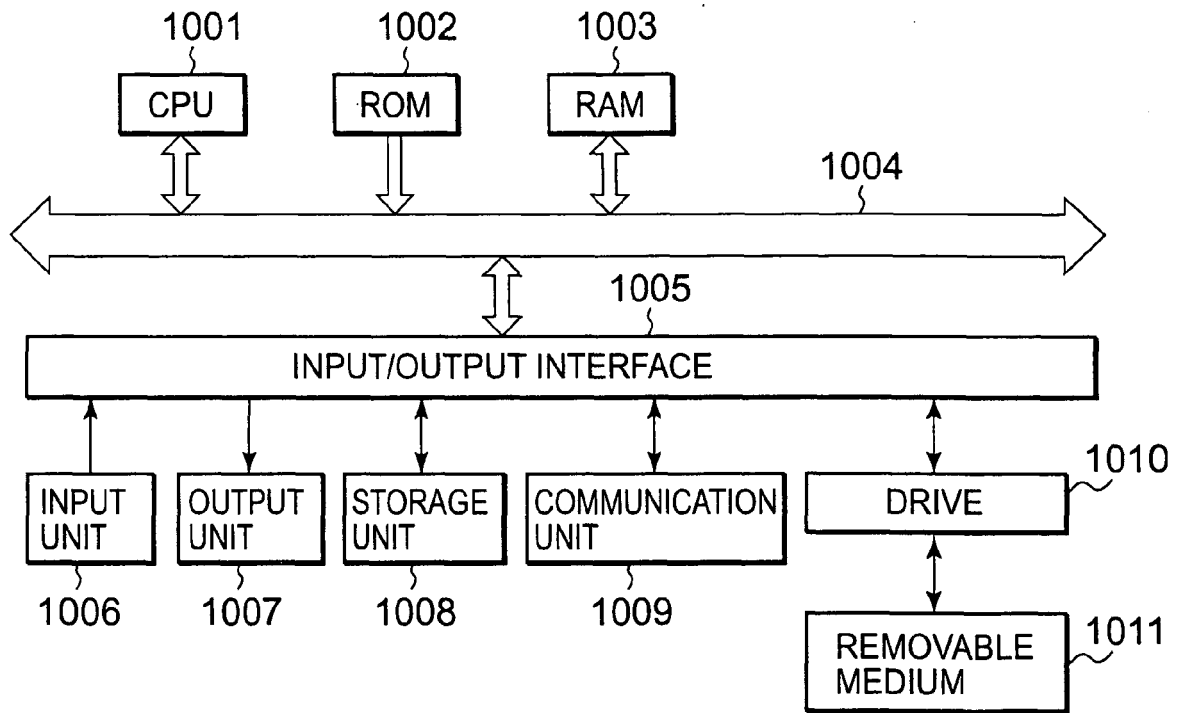 1001
1002
1003
CPU
ROM
RAM
1004
1005
INPUT/OUTPUT INTERFACE
INPUT
UNIT
OUTPUT
UNIT
STORAGE
UNIT
COMMUNICATION
UNIT
DRIVE
1010
1006
1007
1008
1009
REMOVABLE
MEDIUM
1011